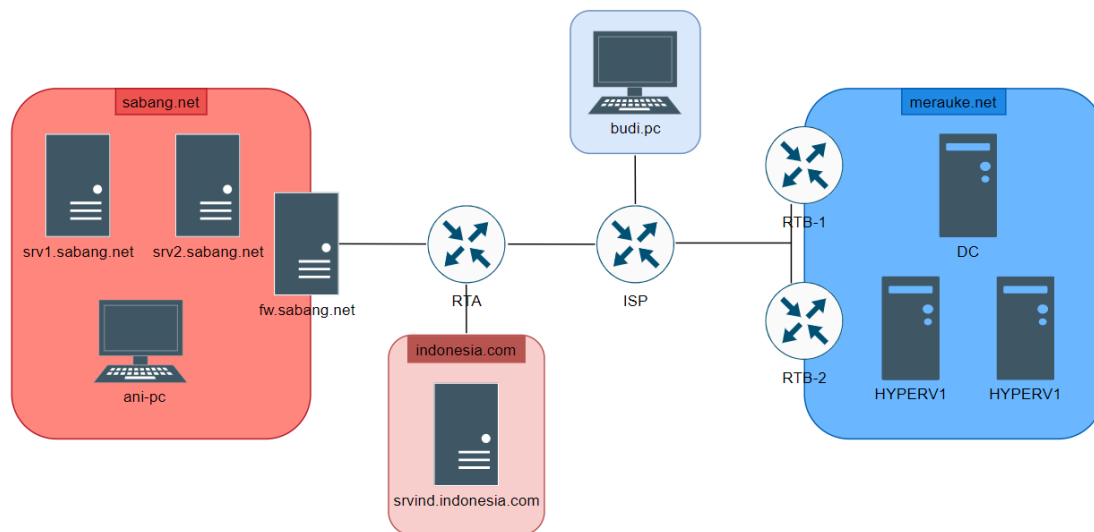 sabang.net
srv1.sabang.net
srv2.sabang.net
fw.sabang.net
ani-pc
RTA
indonesia.com
srvind.indonesia.com
budi.pc
ISP
merauke.net
RTB-1
DC
RTB-2
HYPERV1
HYPERV1